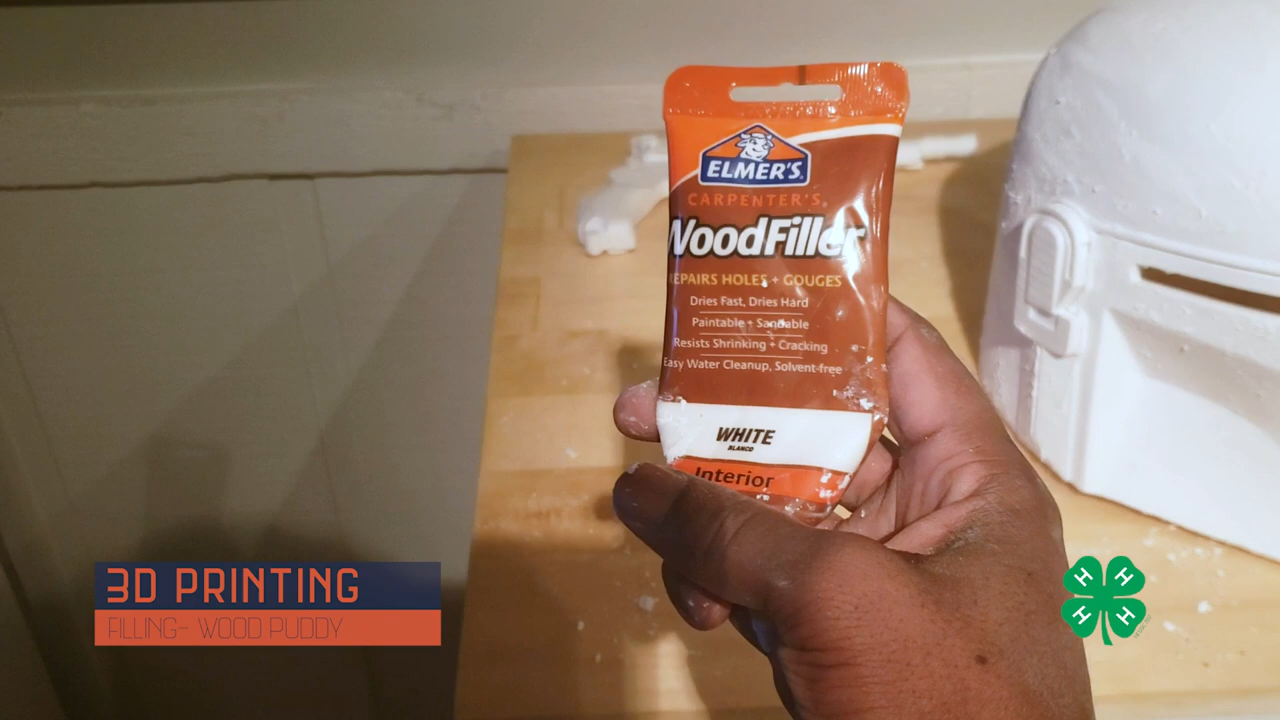 ELMER'S
CARPENTER'S
WoodFiller
REPAIRS HOLES + GOUGES
Dries Fast, Dries Hard
Paintable + Sandable
Resists Shrinking + Cracking
Easy Water Cleanup, Solvent-free
WHITE
BLANCO
Interior
3D PRINTING
FILLING- WOOD PUDDY
H H
H H